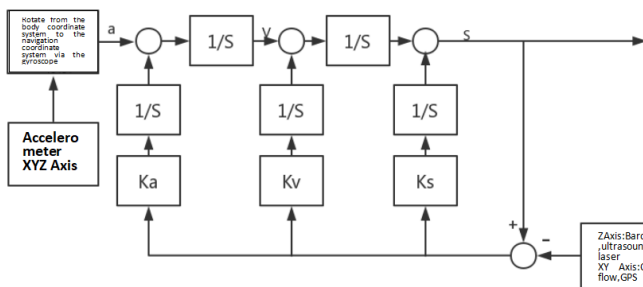 Rotate from the
body coordinate
system to the
navigation
coordinate
system via the
gyroscope
a
1/S
v
1/S
s
1/S
1/S
1/S
Accelero
meter
XYZ Axis
Ka
Kv
Ks
+
-
ZAxis:Baro
,ultrasoun
laser
XY Axis:
flow,GPS